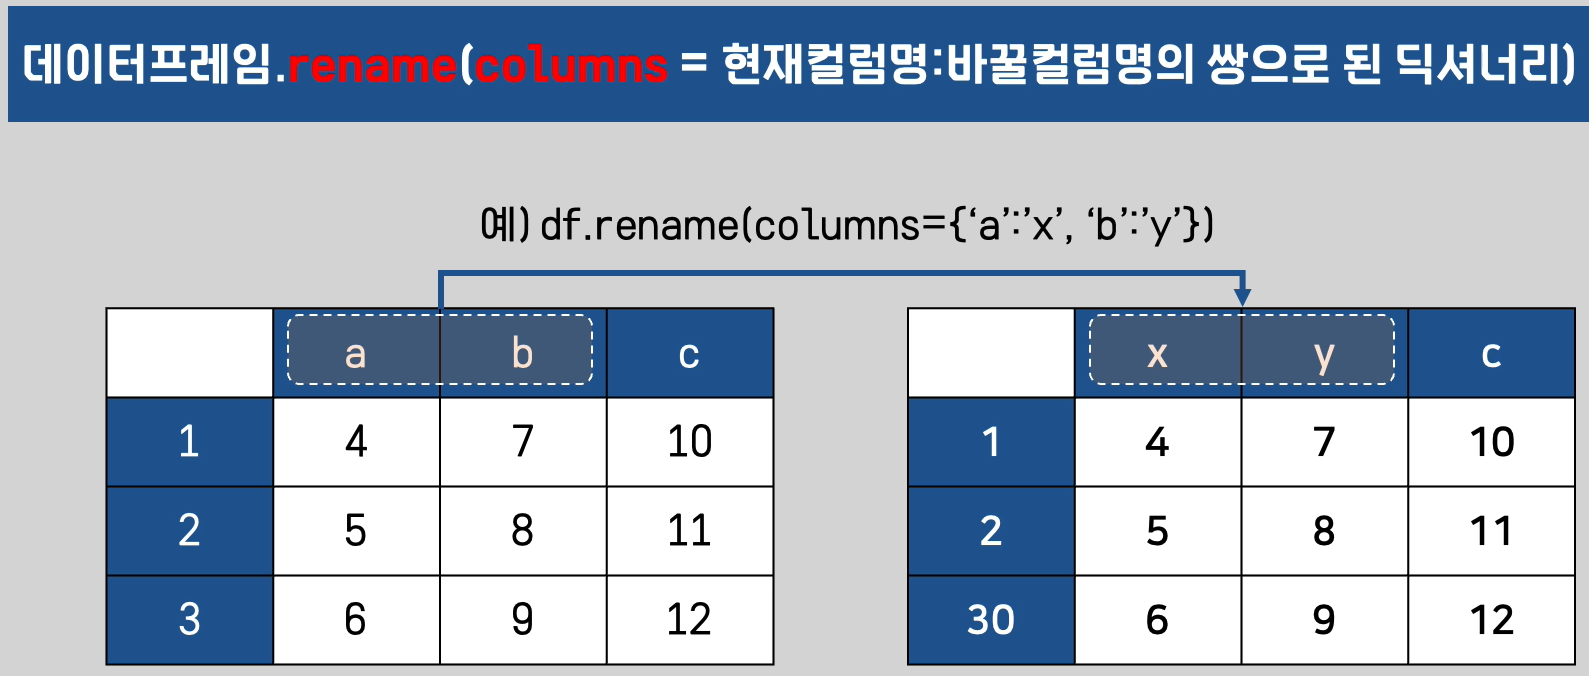 데이터프레임.rename(columns = 현재컬럼명:바꿀컬럼명의 쌍으로 된 딕셔너리)
예) df.rename(columns={‘a’:’x’, ‘b’:’y’})
a b c
1 4 7 10
2 5 8 11
3 6 9 12
x y c
1 4 7 10
2 5 8 11
30 6 9 12